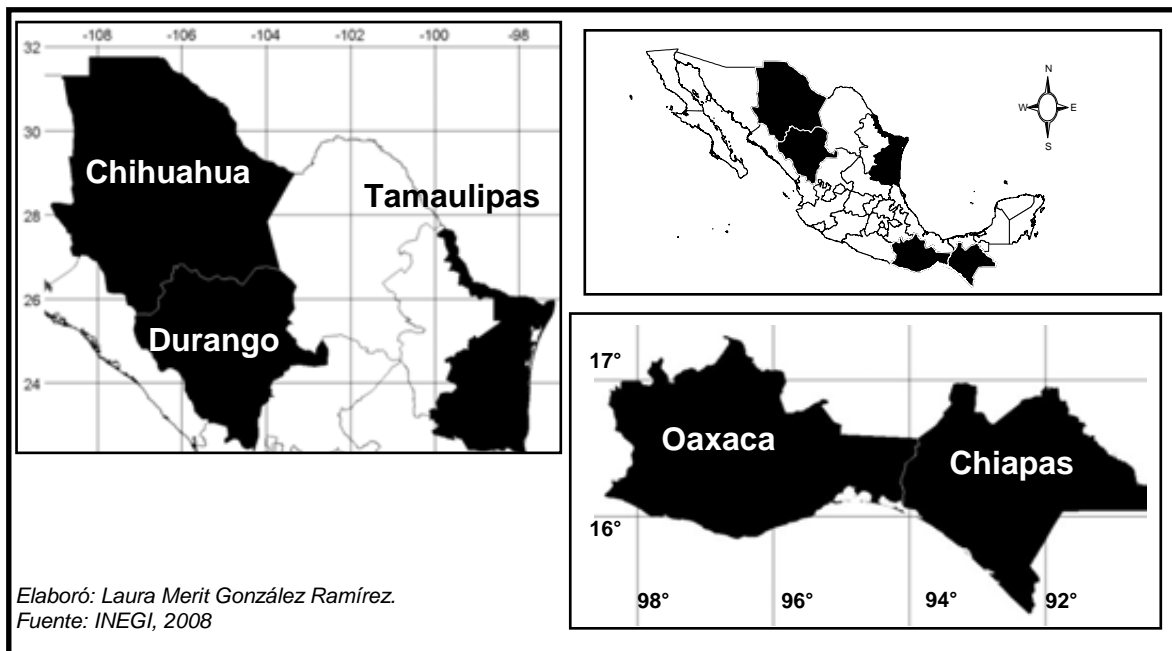 -108 -106 -104 -102 -100 -98
32
30
Chihuahua
Tamaulipas
28
26
Durango
24
N
W E
S
17°
Oaxaca
Chiapas
16°
98° 96° 94° 92°
Elaboró: Laura Merit González Ramírez.
Fuente: INEGI, 2008